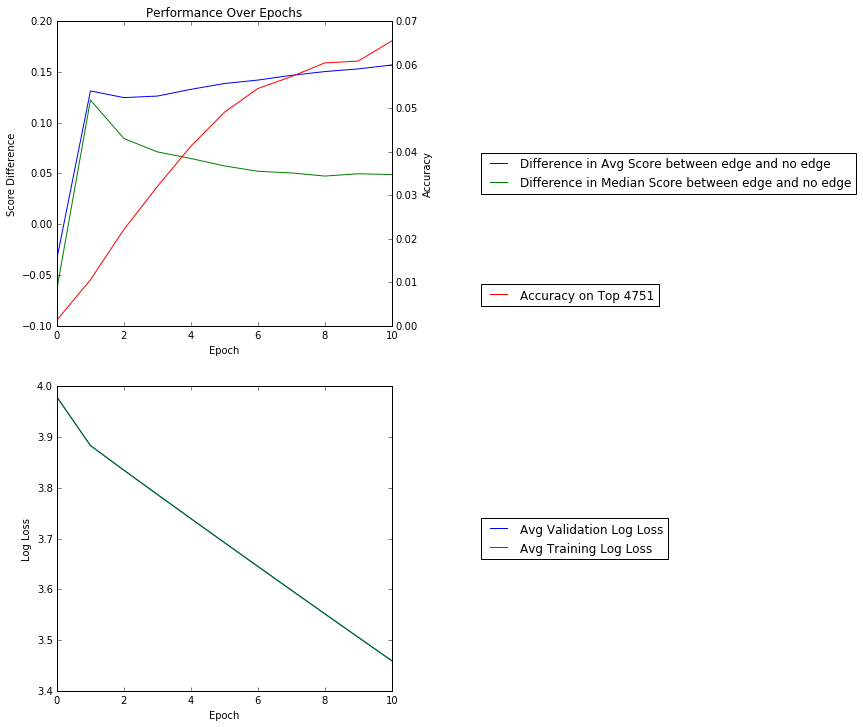 Performance Over Epochs
0.20
0.15
0.10
0.05
0.00
−0.05
−0.10
Score Difference
0.07
0.06
0.05
0.04
0.03
0.02
0.01
0.00
Accuracy
0 2 4 6 8 10
Epoch
Difference in Avg Score between edge and no edge
Difference in Median Score between edge and no edge
Accuracy on Top 4751
4.0
3.9
3.8
3.7
3.6
3.5
3.4
Log Loss
0 2 4 6 8 10
Epoch
Avg Validation Log Loss
Avg Training Log Loss